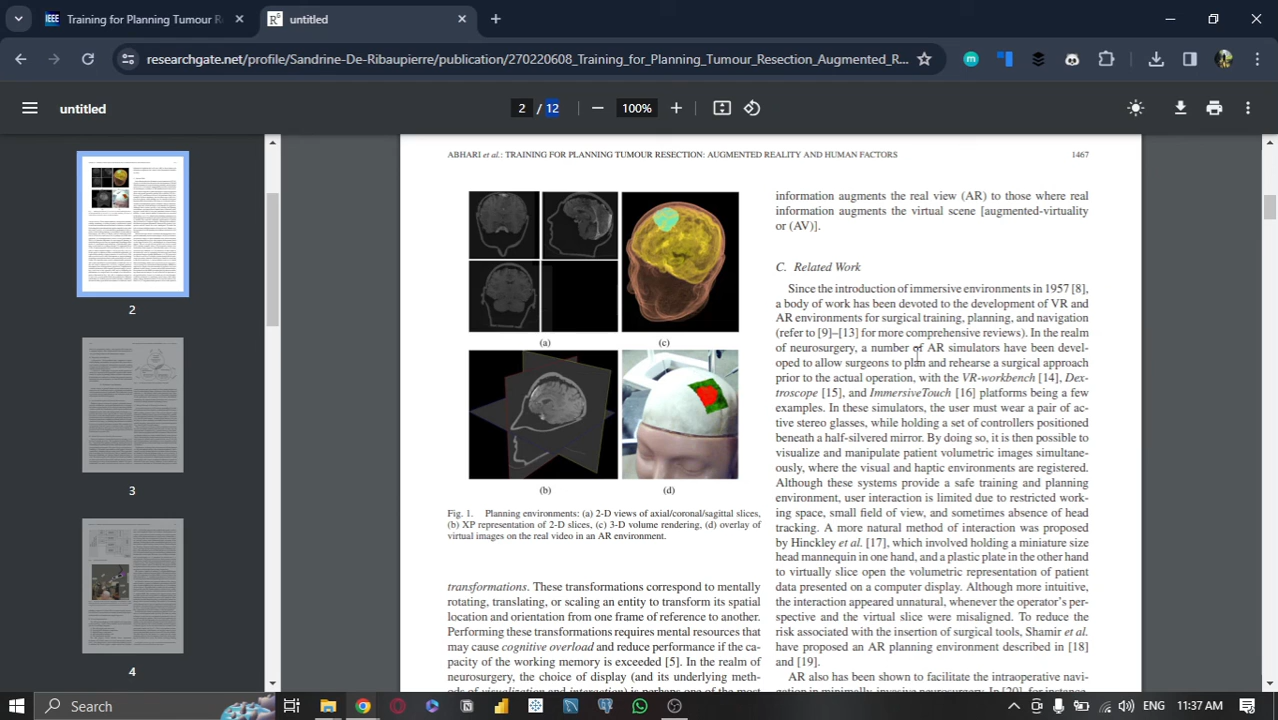 Training for Planning Tumour R
untitled
researchgate.net/profile/Sandrine-De-Ribaupierre/publication/270220608_Training_for_Planning_Tumour_Resection_Augmented_R...
untitled
2 / 12
100%
2
3
4
ABHARI et al.: TRAINING FOR PLANNING TUMOUR RESECTION: AUGMENTED REALITY AND HUMAN FACTORS
1467
(a)
(c)
(b)
(d)
Fig. 1. Planning environments: (a) 2-D views of axial/coronal/sagittal slices,
(b) XP representation of 2-D slices, (c) 3-D volume rendering, (d) overlay of
virtual images on the real video in an AR environment.
transformations. These transformations correspond to mentally
rotating, translating, or scaling an entity to transform its spatial
location and orientation from one frame of reference to another.
Performing these transformations requires mental resources that
may cause cognitive overload and reduce performance if the ca-
pacity of the working memory is exceeded [5]. In the realm of
neurosurgery, the choice of display (and its underlying meth-
ods of visualization and interaction) is perhaps one of the most
information augments the real view (AR) to those where real
information augments the virtual scene [augmented-virtuality
or (AV)].
C. Related Work
Since the introduction of immersive environments in 1957 [8],
a body of work has been devoted to the development of VR and
AR environments for surgical training, planning, and navigation
(refer to [9]–[13] for more comprehensive reviews). In the realm
of neurosurgery, a number of AR simulators have been devel-
oped to allow surgeons to plan and rehearse a surgical approach
prior to the actual operation, with the VR-workbench [14], Dex-
troscope [15], and ImmersiveTouch [16] platforms being a few
examples. In these simulators, the user must wear a pair of ac-
tive stereo glasses, while holding a set of controllers positioned
beneath a half-silvered mirror. By doing so, it is then possible to
visualize and manipulate patient volumetric images simultane-
ously, where the visual and haptic environments are registered.
Although these systems provide a safe training and planning
environment, user interaction is limited due to restricted work-
ing space, small field of view, and sometimes absence of head
tracking. A more natural method of interaction was proposed
by Hinckley et al. [17], which involved holding a miniature size
head mannequin in one hand, and a plastic plate in the other hand
to virtually slice open the volumetric representation of patient
data presented on a computer display. Although more intuitive,
the interaction appeared unnatural, whenever the operator's per-
spective and the virtual slice were misaligned. To reduce the
risk associated with the insertion of surgical tools, Shamir et al.
have proposed an AR planning environment described in [18]
and [19].
AR also has been shown to facilitate the intraoperative navi-
gation in minimally invasive neurosurgery. In [20], for instance,
Search
ENG
11:37 AM